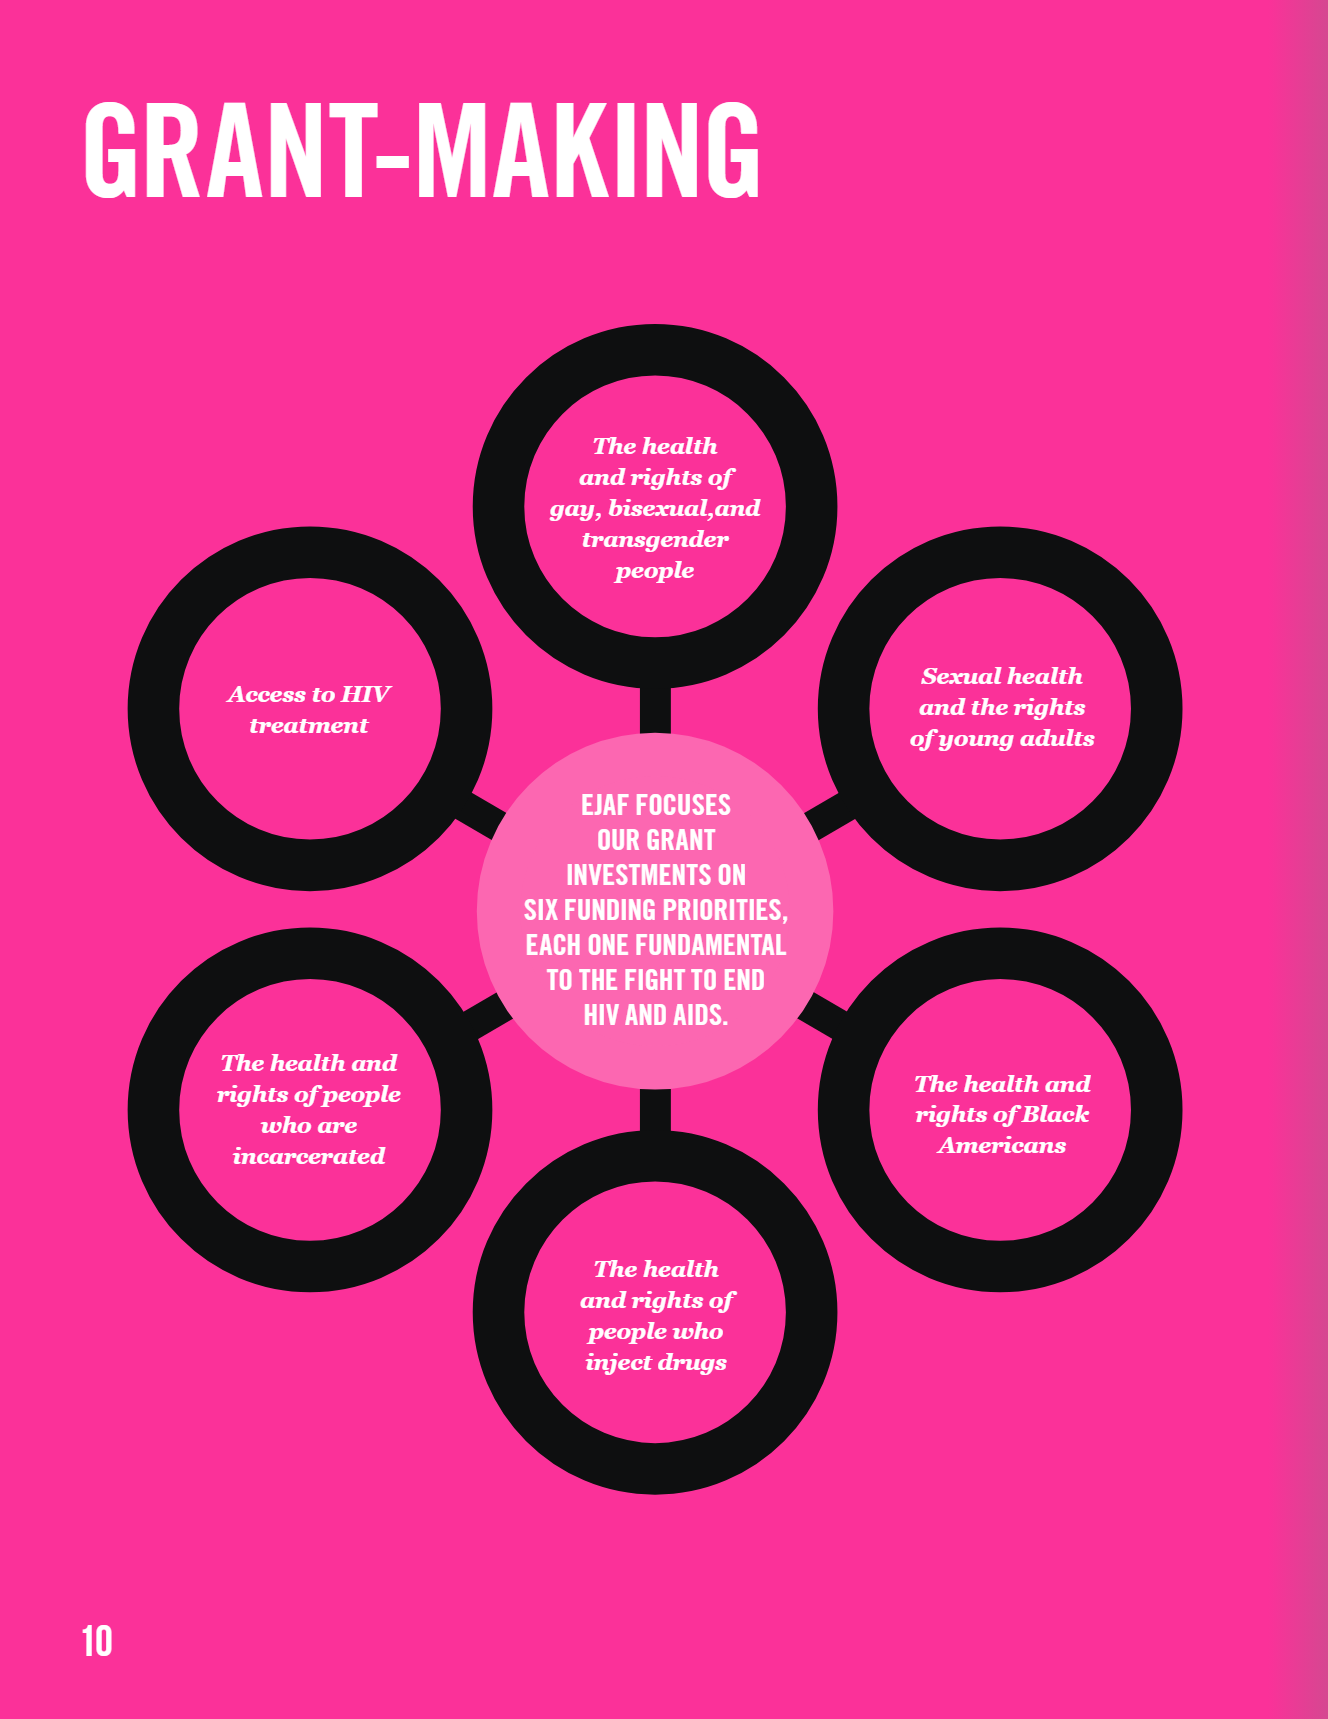 GRANT-MAKING
The health
and rights of
gay, bisexual,and
transgender
people
Sexual health
and the rights
of young adults
The health and
rights of Black
Americans
The health
and rights of
people who
inject drugs
The health and
rights of people
who are
incarcerated
Access to HIV
treatment
EJAF FOCUSES
OUR GRANT
INVESTMENTS ON
SIX FUNDING PRIORITIES,
EACH ONE FUNDAMENTAL
TO THE FIGHT TO END
HIV AND AIDS.
10